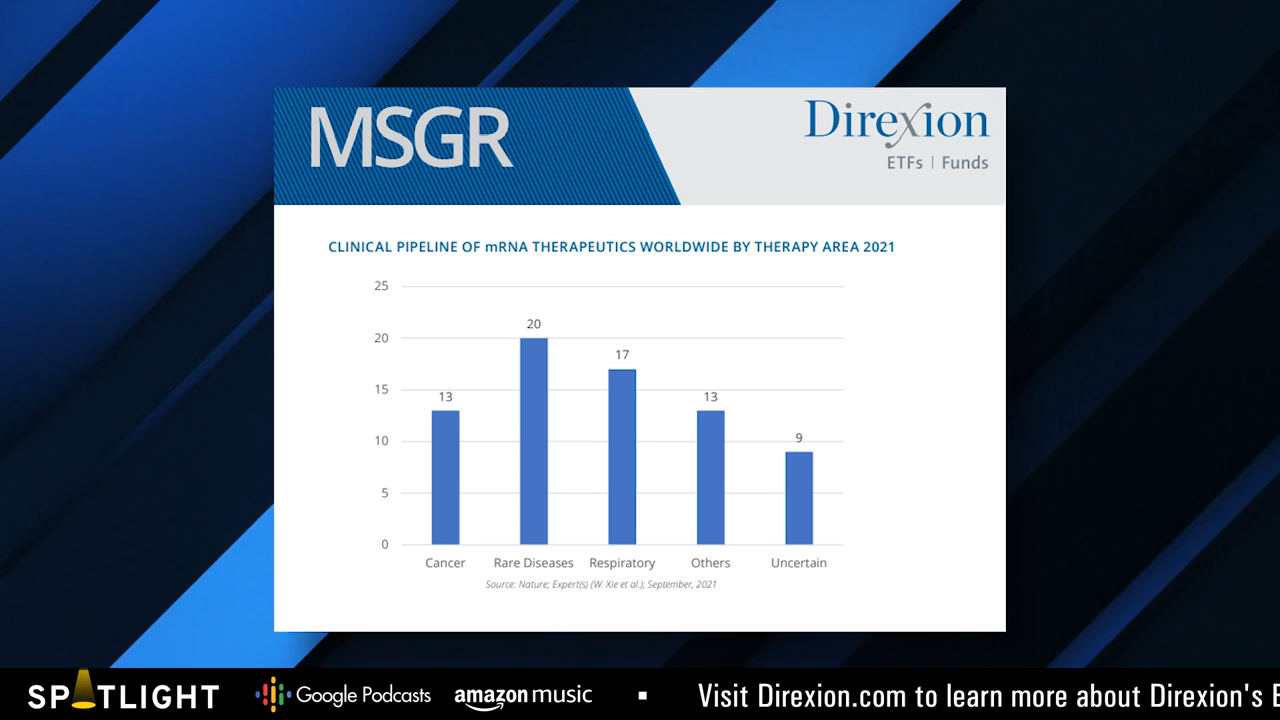 MSGR
Direxion
ETFs | Funds
CLINICAL PIPELINE OF mRNA THERAPEUTICS WORLDWIDE BY THERAPY AREA 2021
25
20
15
10
5
0
13
20
17
13
9
Cancer Rare Diseases Respiratory Others Uncertain
Source: Nature; Expert(s) (W. Xie et al.); September, 2021
SPOTLIGHT Google Podcasts amazon music ▪ Visit Direxion.com to learn more about Direxion's E